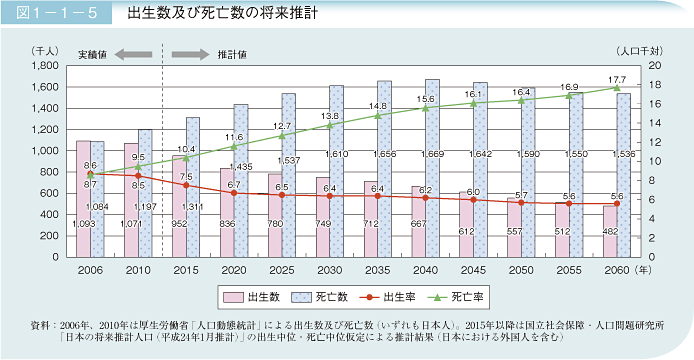 図1－1－5 出生数及び死亡数の将来推計
(千人) 実績値 推計値 (人口千対)
1,800 20
1,600 18
1,400 16
1,200 14
1,000 12
800 10
600 8
400 6
200 4
0 2
0
8.6 9.5 10.4 11.6 12.7 13.8 14.8 15.6 16.1 16.4 16.9 17.7
8.7 8.5 7.5 6.7 6.5 6.4 6.4 6.2 6.0 5.7 5.6 5.6
1,084 1,197 1,311 1,435 1,537 1,610 1,656 1,669 1,642 1,590 1,550 1,536
1,093 1,071 952 836 780 749 712 667 612 557 512 482
2006 2010 2015 2020 2025 2030 2035 2040 2045 2050 2055 2060 (年)
出生数 死亡数 出生率 死亡率
資料：2006年、2010年は厚生労働省「人口動態統計」による出生数及び死亡数（いずれも日本人）。2015年以降は国立社会保障・人口問題研究所
「日本の将来推計人口（平成24年1月推計）」の出生中位・死亡中位仮定による推計結果（日本における外国人を含む）